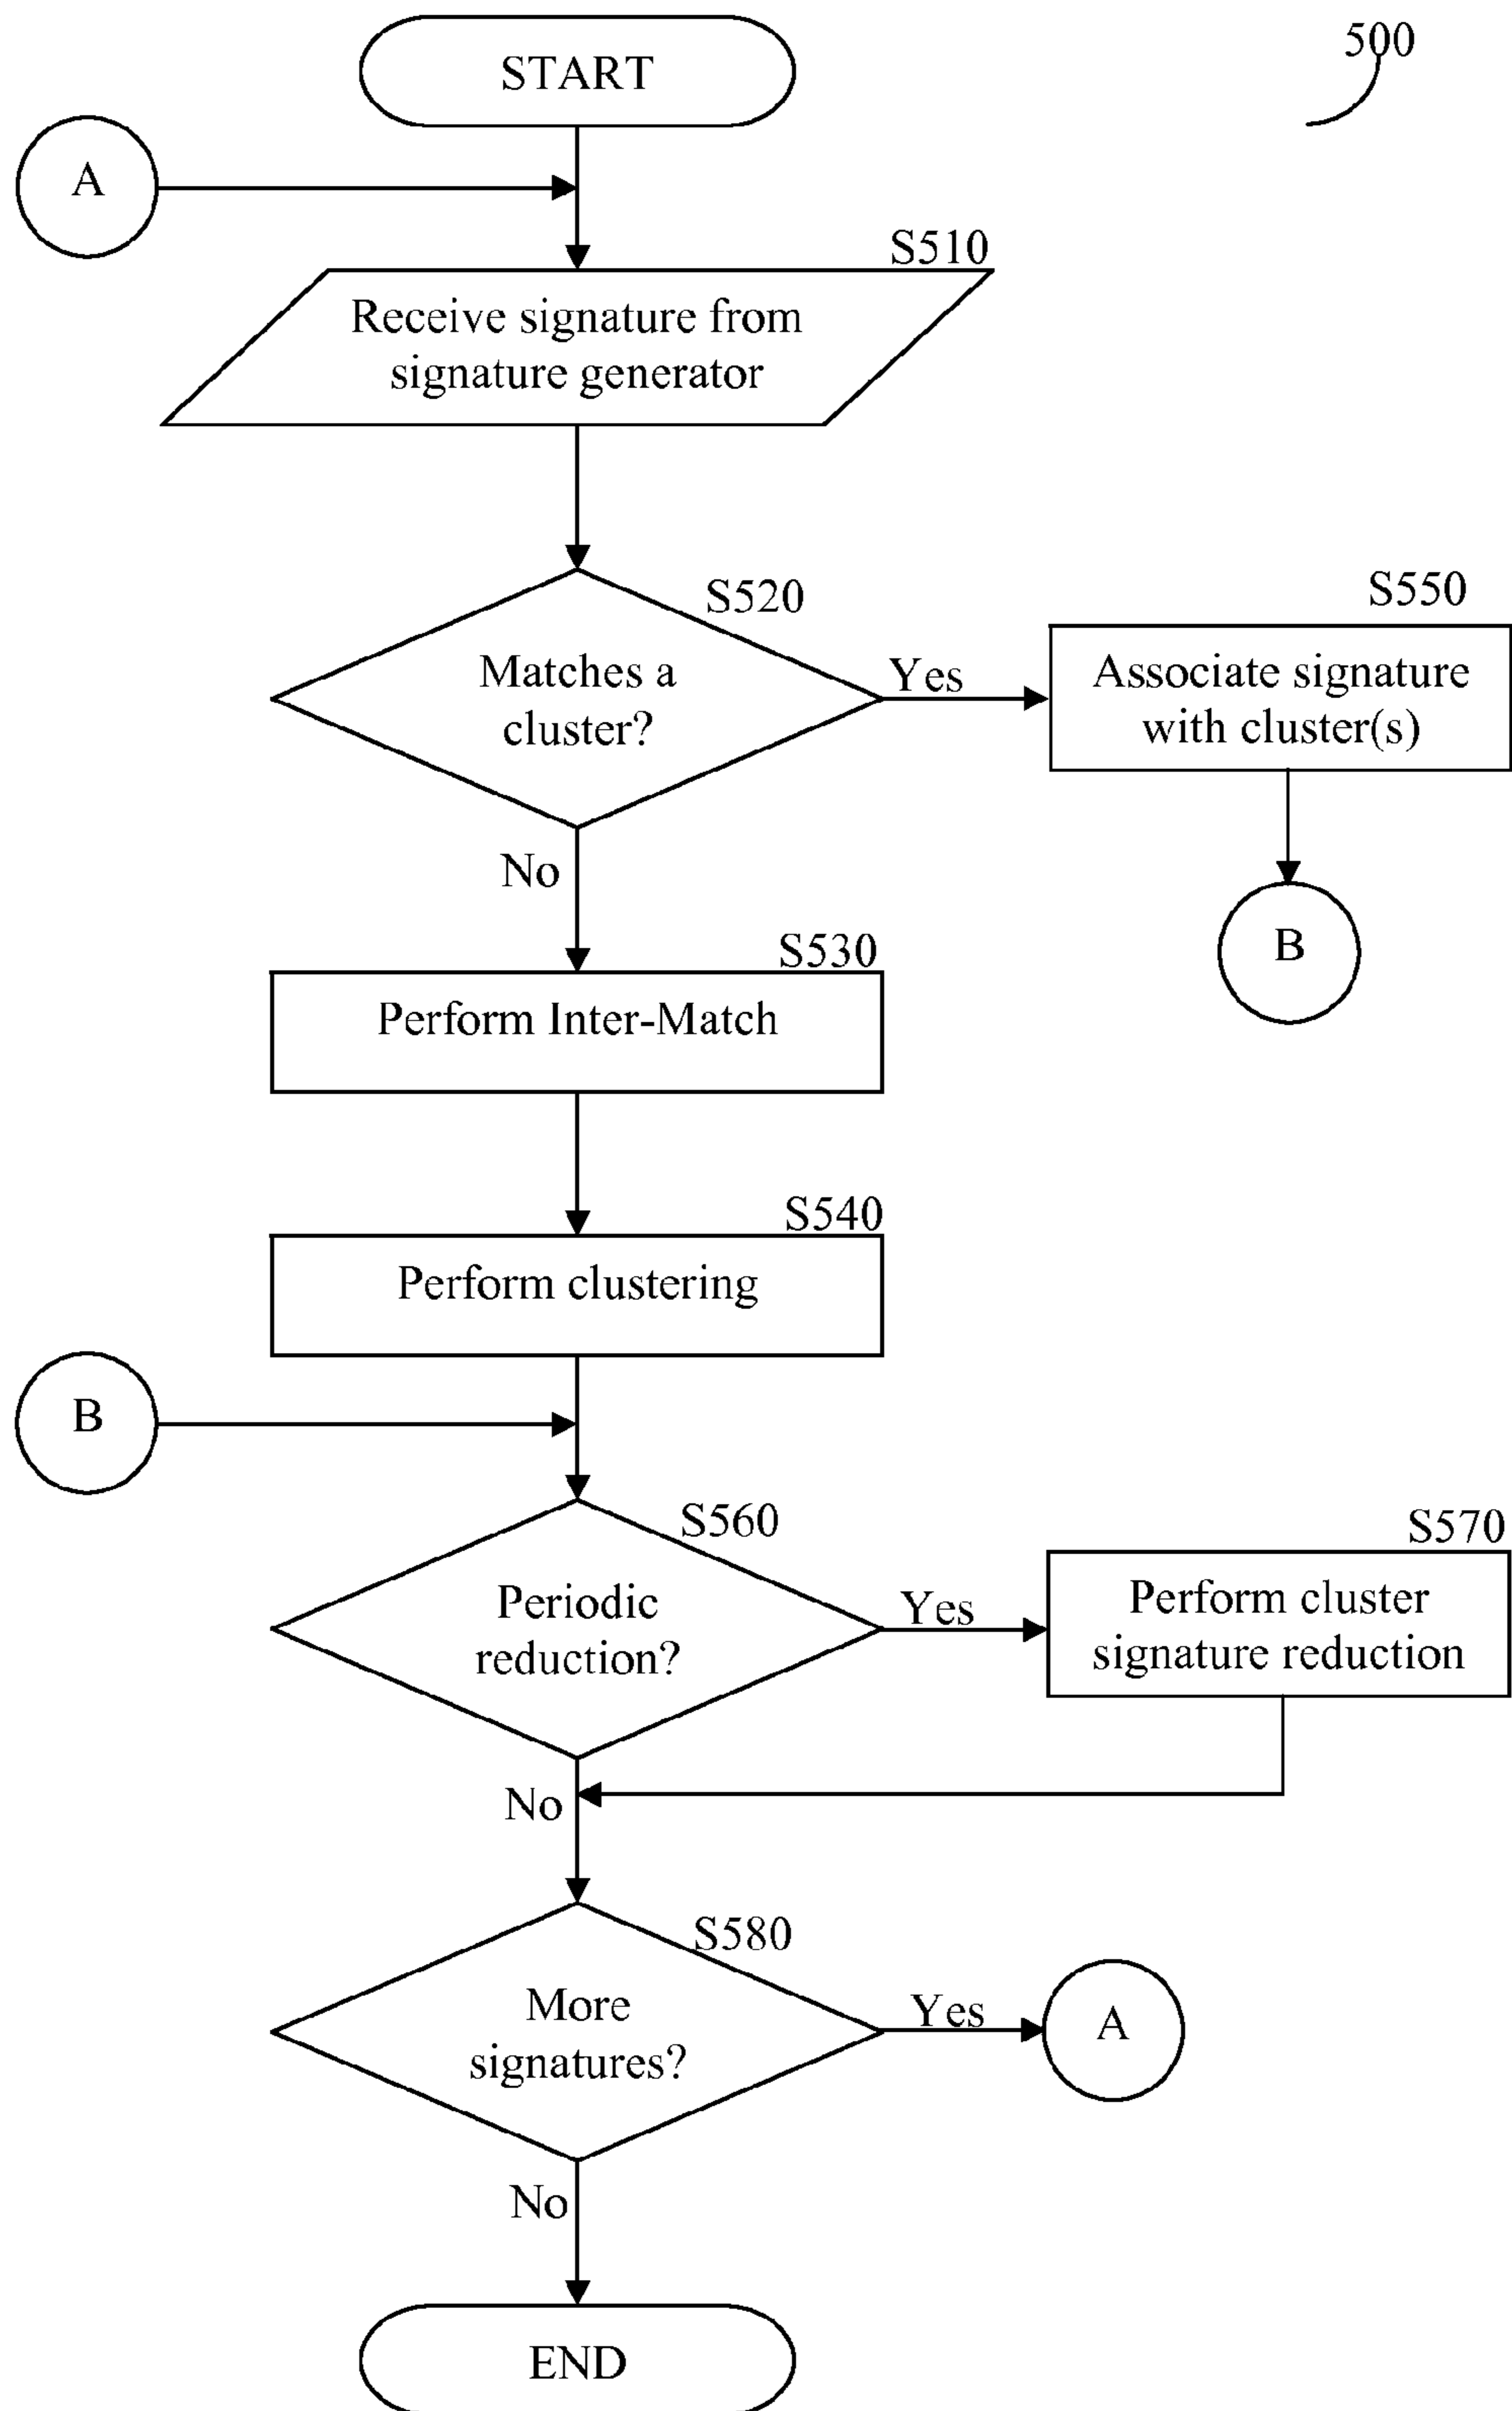 START
500
A
S510
Receive signature from
signature generator
S520
Matches a
cluster?
Yes
S550
Associate signature
with cluster(s)
No
B
S530
Perform Inter-Match
S540
Perform clustering
B
S560
Periodic
reduction?
Yes
S570
Perform cluster
signature reduction
No
S580
More
signatures?
Yes
A
No
END